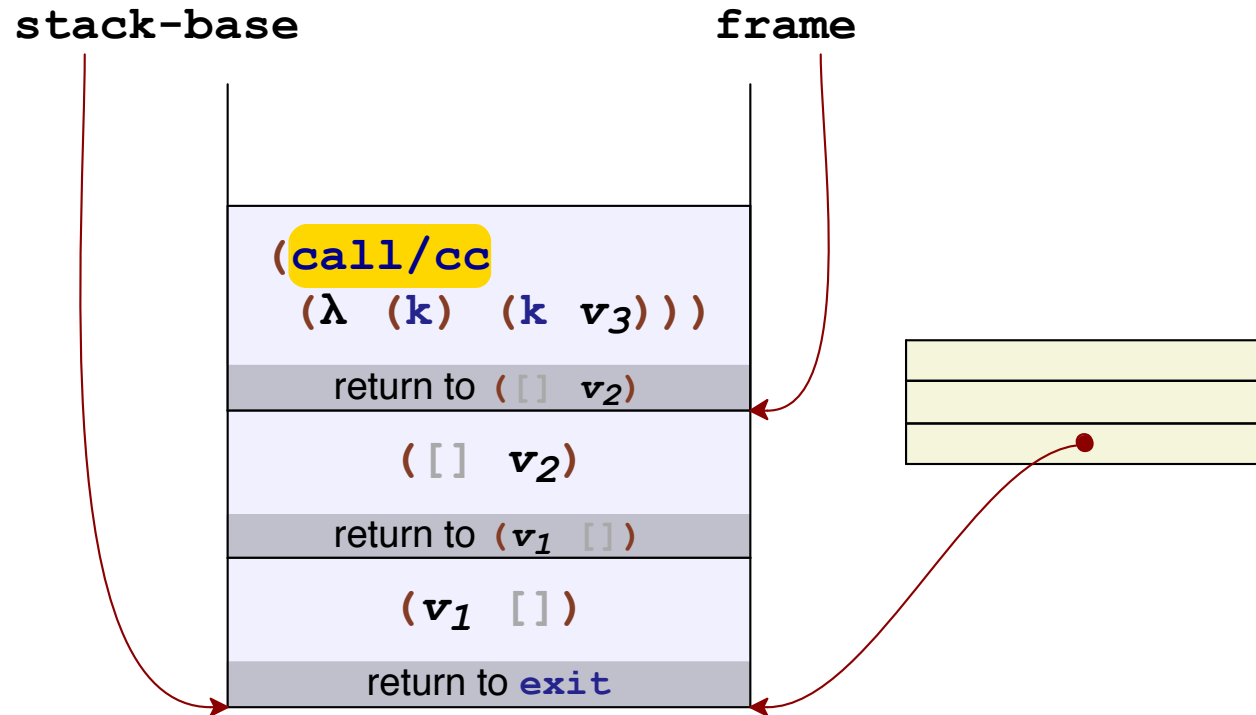 stack-base frame
(call/cc
(λ (k) (k v3)))
return to ([] v2)
([] v2)
return to (v1 [])
(v1 [])
return to exit